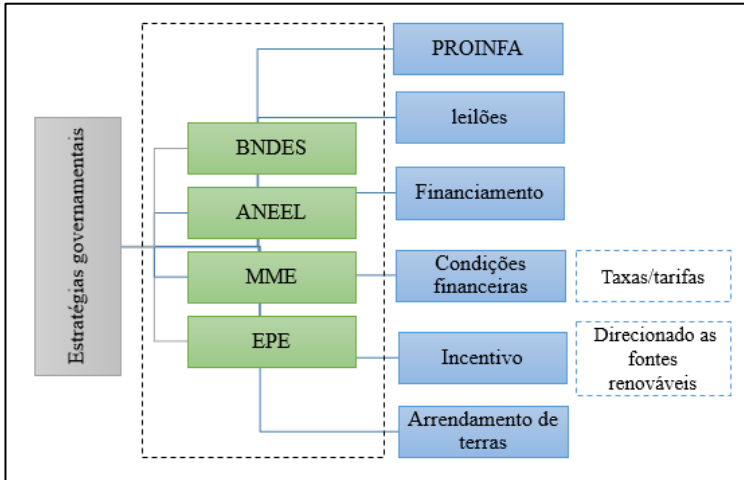 Estratégias governamentais
BNDES
ANEEL
MME
EPE
PROINFA
leilões
Financiamento
Condições
financeiras
Taxas/tarifas
Incentivo
Direcionado as
fontes
renováveis
Arrendamento de
terras